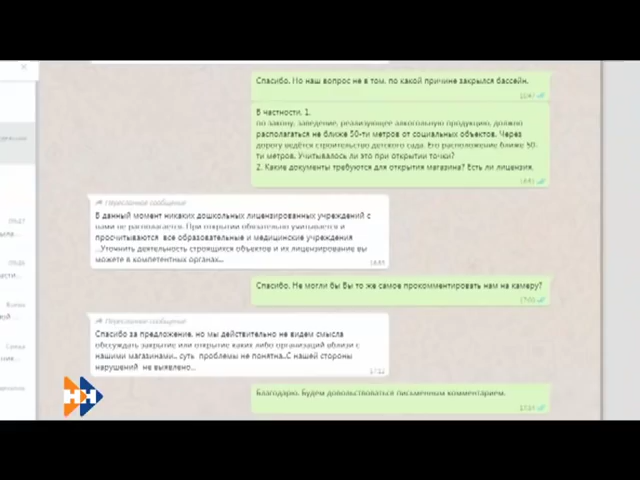 Спасибо. Но наш вопрос не в том, по какой причине закрылся бассейн.
В частности, 1.
по закону, заведение, реализующее алкогольную продукцию, должно
располагаться не ближе 50-ти метров от социальных объектов. Через
дорогу ведётся строительство детского сада. Его расположение ближе 50-
ти метров. Учитывалось ли это при открытии точки?
2. Какие документы требуются для открытия магазина? Есть ли лицензия.
Пересланное сообщение
В данный момент никаких дошкольных лицензированных учреждений с
нами не располагается. При открытии обязательно учитывается и
просчитываются все образовательные и медицинские учреждения
..Уточнить деятельность строящихся объектов и их лицензирование вы
можете в компетентных органах...
Спасибо. Не могли бы Вы то же самое прокомментировать нам на камеру?
Пересланное сообщение
Спасибо за предложение, но мы действительно не видим смысла
обсуждать закрытие или открытие каких либо организаций вблизи с
нашими магазинами.. суть проблемы не понятна..С нашей стороны
нарушений не выявлено...
Благодарю. Будем довольствоваться письменным комментарием.
НН